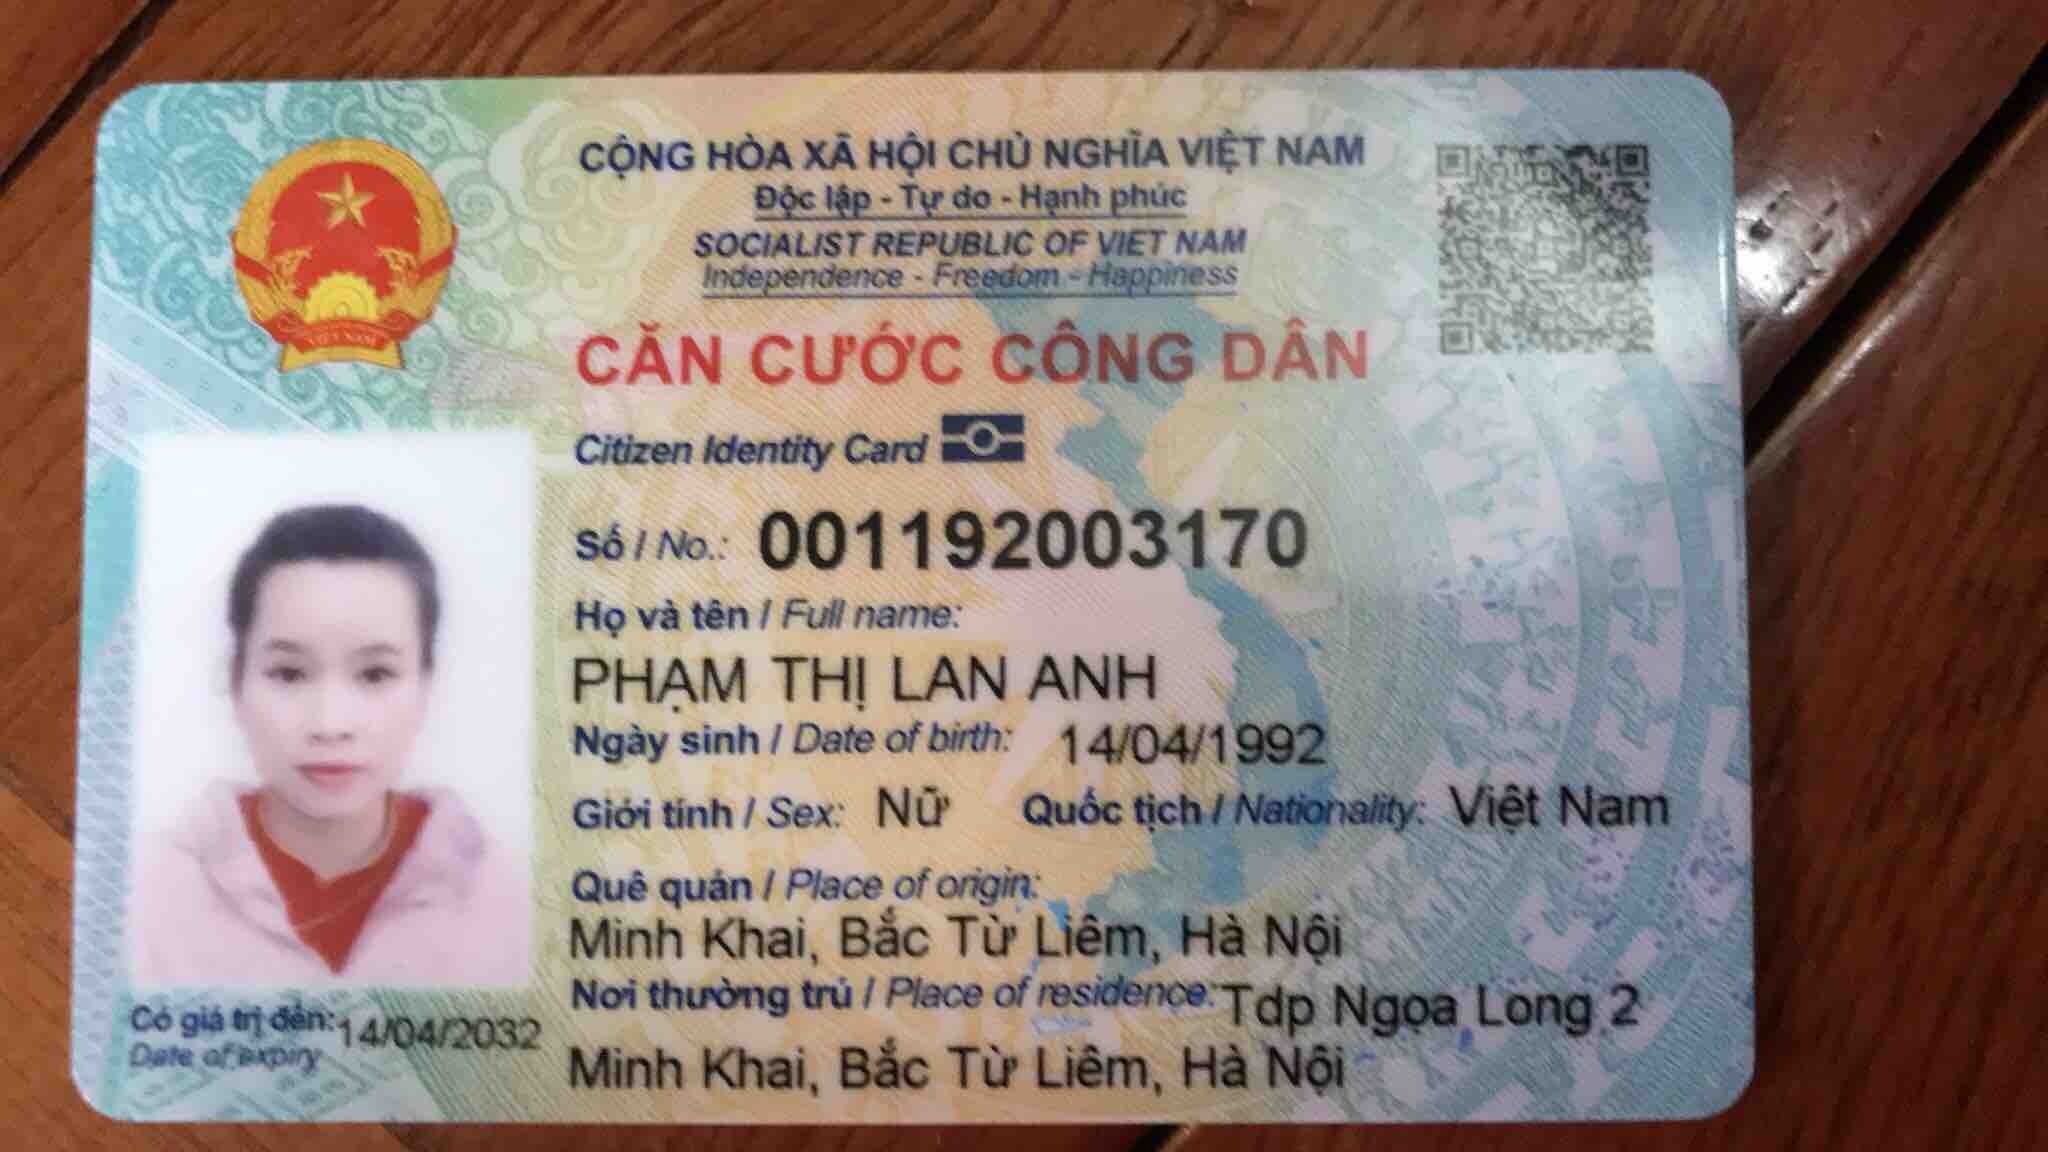 CỘNG HÒA XÃ HỘI CHỦ NGHĨA VIỆT NAM
Độc lập - Tự do - Hạnh phúc
SOCIALIST REPUBLIC OF VIET NAM
Independence - Freedom - Happiness
CĂN CƯỚC CÔNG DÂN
Citizen Identity Card
Số / No.: 001192003170
Họ và tên / Full name:
PHẠM THỊ LAN ANH
Ngày sinh / Date of birth: 14/04/1992
Giới tính / Sex: Nữ Quốc tịch / Nationality: Việt Nam
Quê quán / Place of origin:
Minh Khai, Bắc Từ Liêm, Hà Nội
Nơi thường trú / Place of residence: Tdp Ngọa Long 2
Minh Khai, Bắc Từ Liêm, Hà Nội
Có giá trị đến: 14/04/2032
Date of expiry
VIỆT NAM